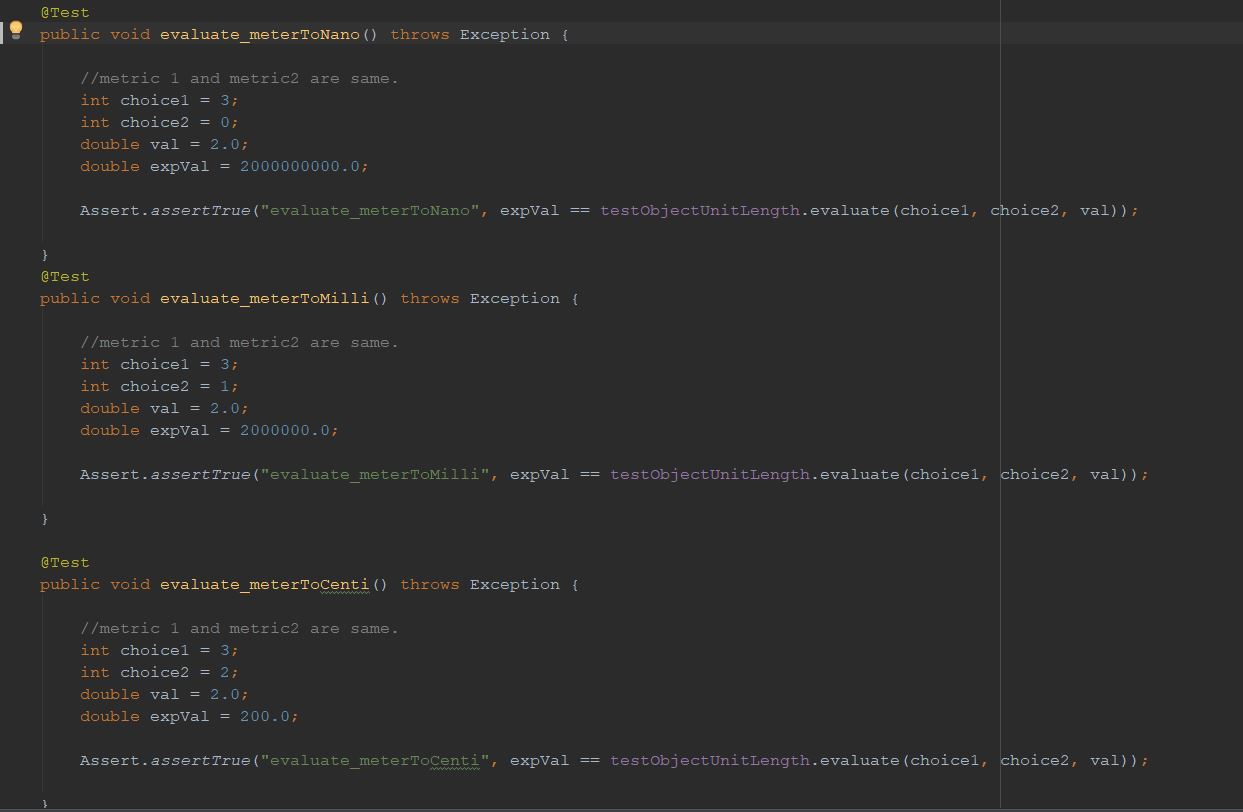 @Test
public void evaluate_meterToNano() throws Exception {
//metric 1 and metric2 are same.
int choice1 = 3;
int choice2 = 0;
double val = 2.0;
double expVal = 2000000000.0;
Assert.assertTrue("evaluate_meterToNano", expVal == testObjectUnitLength.evaluate(choice1, choice2, val));
}
@Test
public void evaluate_meterToMilli() throws Exception {
//metric 1 and metric2 are same.
int choice1 = 3;
int choice2 = 1;
double val = 2.0;
double expVal = 2000000.0;
Assert.assertTrue("evaluate_meterToMilli", expVal == testObjectUnitLength.evaluate(choice1, choice2, val));
}
@Test
public void evaluate_meterToCenti() throws Exception {
//metric 1 and metric2 are same.
int choice1 = 3;
int choice2 = 2;
double val = 2.0;
double expVal = 200.0;
Assert.assertTrue("evaluate_meterToCenti", expVal == testObjectUnitLength.evaluate(choice1, choice2, val));
}